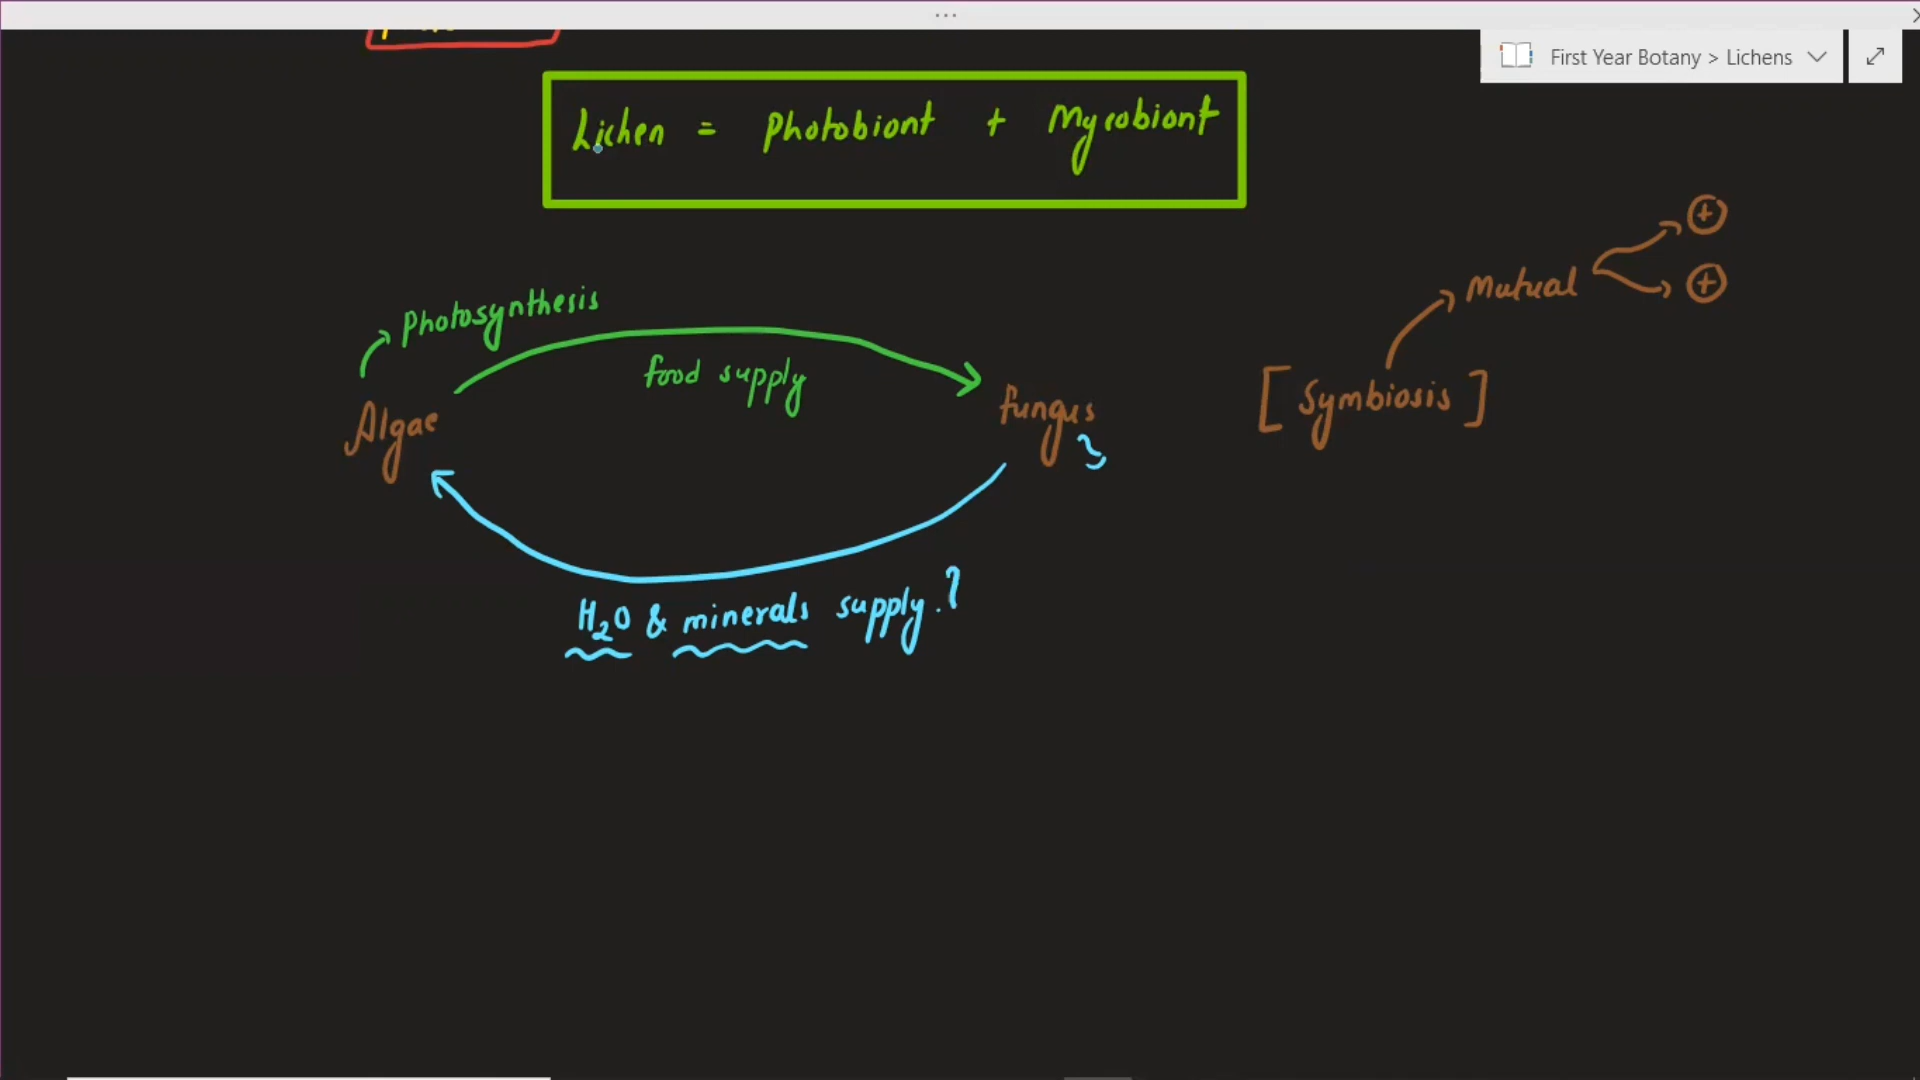 First Year Botany > Lichens
Lichen = Photobiont + Mycobiont
Mutual
Photosynthesis
food supply
Algae
fungus
[Symbiosis]
H₂O & minerals supply.?